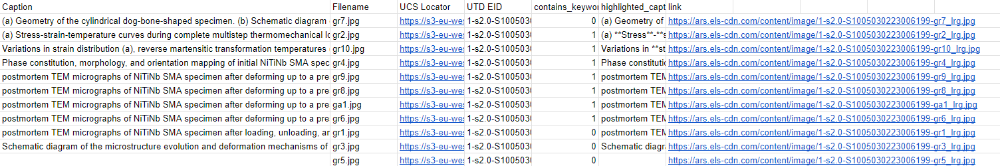 Caption Filename UCS Locator UTD EID contains_keywor highlighted_capt link
(a) Geometry of the cylindrical dog-bone-shaped specimen. (b) Schematic diagram gr7.jpg https://s3-eu-wes 1-s2.0-S1005030 0 (a) Geometry of https://ars.els-cdn.com/content/image/1-s2.0-S1005030223006199-gr7_lrg.jpg
(a) Stress-strain-temperature curves during complete multistep thermomechanical lo gr2.jpg https://s3-eu-wes 1-s2.0-S1005030 1 (a) **Stress**-**s https://ars.els-cdn.com/content/image/1-s2.0-S1005030223006199-gr2_lrg.jpg
Variations in strain distribution (a), reverse martensitic transformation temperatures gr10.jpg https://s3-eu-wes 1-s2.0-S1005030 1 Variations in **st https://ars.els-cdn.com/content/image/1-s2.0-S1005030223006199-gr10_lrg.jpg
Phase constitution, morphology, and orientation mapping of initial NiTiNb SMA spec gr4.jpg https://s3-eu-wes 1-s2.0-S1005030 1 Phase constitutio https://ars.els-cdn.com/content/image/1-s2.0-S1005030223006199-gr4_lrg.jpg
postmortem TEM micrographs of NiTiNb SMA specimen after deforming up to a pre gr9.jpg https://s3-eu-wes 1-s2.0-S1005030 1 postmortem TEM https://ars.els-cdn.com/content/image/1-s2.0-S1005030223006199-gr9_lrg.jpg
postmortem TEM micrographs of NiTiNb SMA specimen after deforming up to a pre gr8.jpg https://s3-eu-wes 1-s2.0-S1005030 1 postmortem TEM https://ars.els-cdn.com/content/image/1-s2.0-S1005030223006199-gr8_lrg.jpg
postmortem TEM micrographs of NiTiNb SMA specimen after deforming up to a pre ga1.jpg https://s3-eu-wes 1-s2.0-S1005030 1 postmortem TEM https://ars.els-cdn.com/content/image/1-s2.0-S1005030223006199-ga1_lrg.jpg
postmortem TEM micrographs of NiTiNb SMA specimen after deforming up to a pre gr6.jpg https://s3-eu-wes 1-s2.0-S1005030 1 postmortem TEM https://ars.els-cdn.com/content/image/1-s2.0-S1005030223006199-gr6_lrg.jpg
postmortem TEM micrographs of NiTiNb SMA specimen after loading, unloading, an gr1.jpg https://s3-eu-wes 1-s2.0-S1005030 0 postmortem TEM https://ars.els-cdn.com/content/image/1-s2.0-S1005030223006199-gr1_lrg.jpg
Schematic diagram of the microstructure evolution and deformation mechanisms of gr3.jpg https://s3-eu-wes 1-s2.0-S1005030 0 Schematic diagra https://ars.els-cdn.com/content/image/1-s2.0-S1005030223006199-gr3_lrg.jpg
gr5.jpg https://s3-eu-wes 1-s2.0-S1005030 0 https://ars.els-cdn.com/content/image/1-s2.0-S1005030223006199-gr5_lrg.jpg